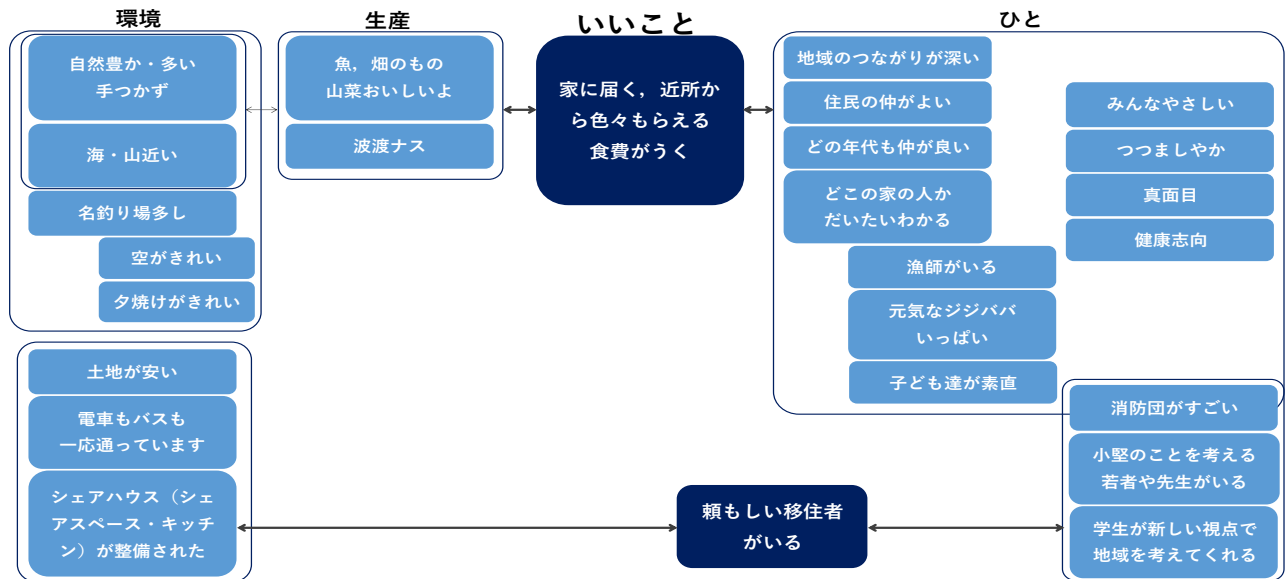 環境
自然豊か・多い
手つかず
海・山近い
名釣り場多し
空がきれい
夕焼けがきれい
土地が安い
電車もバスも
一応通っています
シェアハウス（シェ
アスペース・キッチ
ン）が整備された
生産
魚，畑のもの
山菜おいしいよ
波渡ナス
いいこと
家に届く，近所か
ら色々もらえる
食費がうく
頼もしい移住者
がいる
ひと
地域のつながりが深い
住民の仲がよい
どの年代も仲が良い
どこの家の人か
だいたいわかる
漁師がいる
元気なジジババ
いっぱい
子ども達が素直
みんなやさしい
つつましやか
真面目
健康志向
消防団がすごい
小堅のことを考える
若者や先生がいる
学生が新しい視点で
地域を考えてくれる